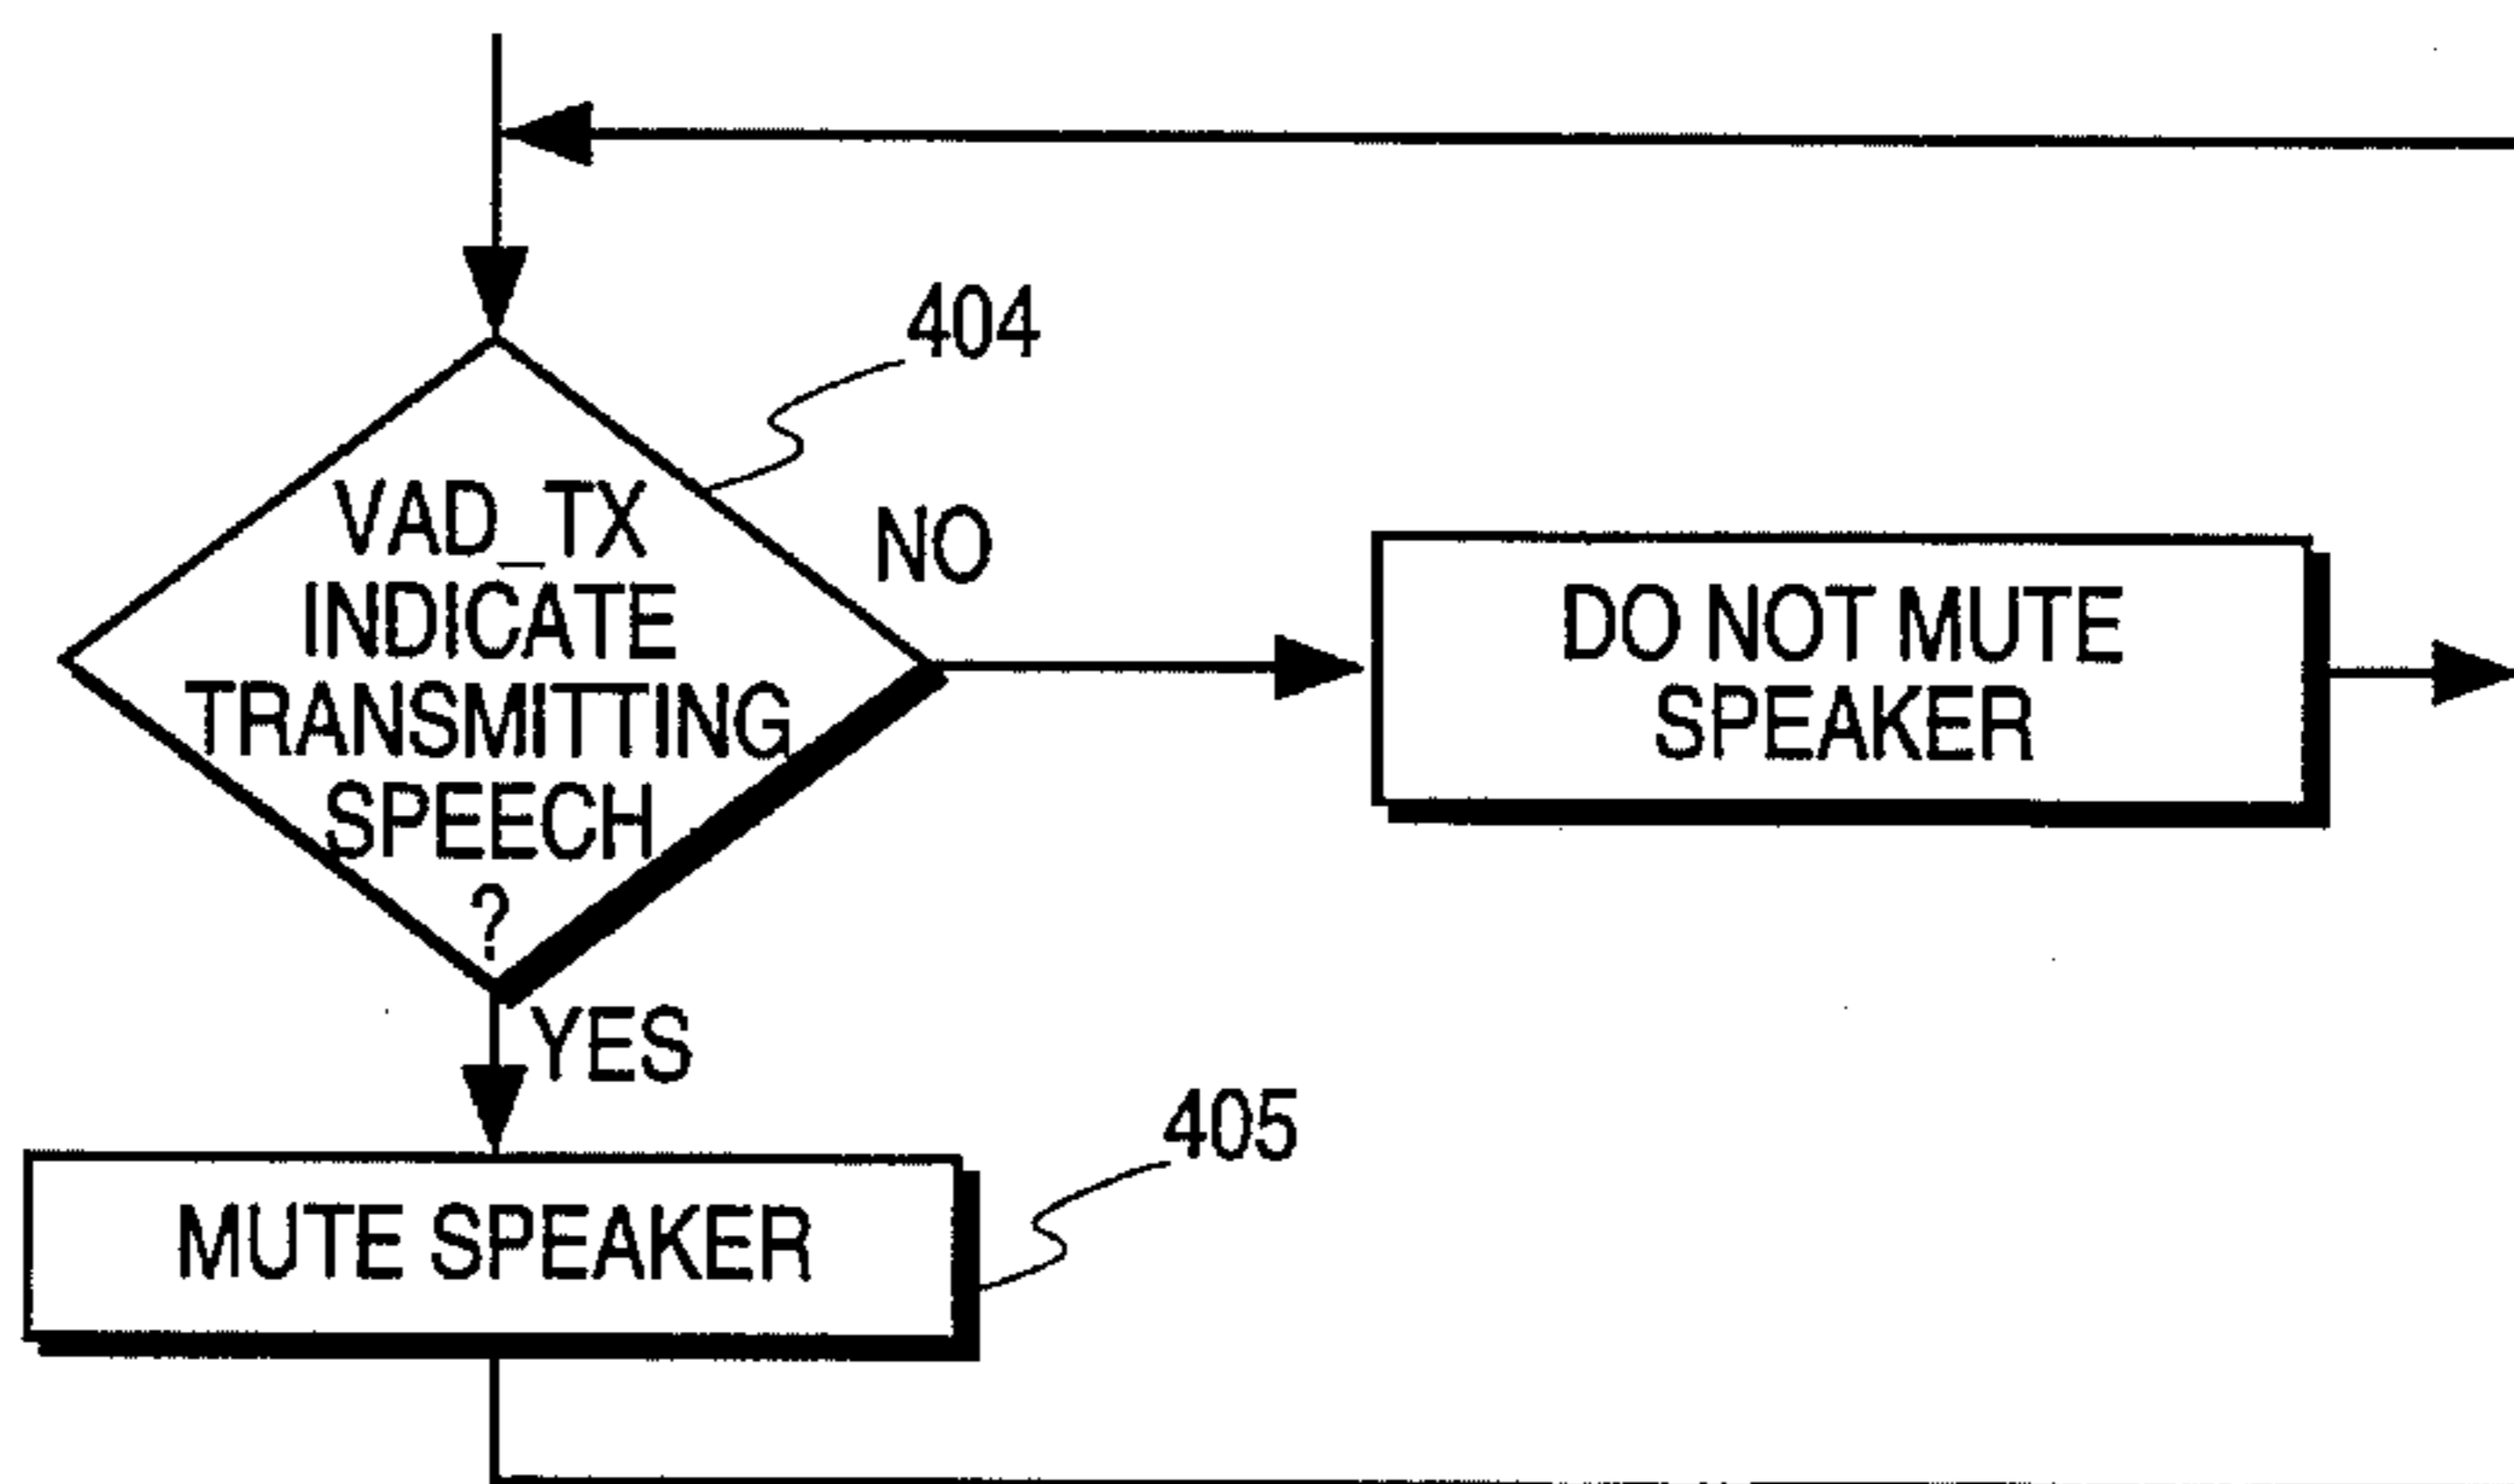 404
VAD_TX
INDICATE
TRANSMITTING
SPEECH
?
NO
DO NOT MUTE
SPEAKER
YES
405
MUTE SPEAKER